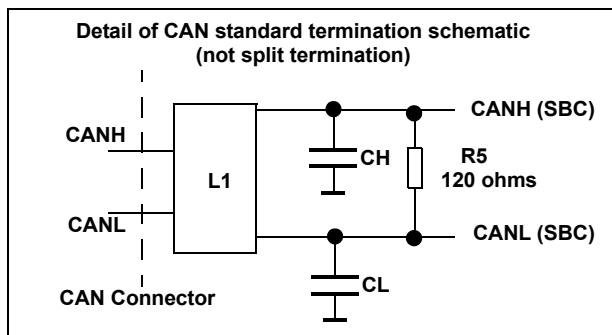 Detail of CAN standard termination schematic
(not split termination)
CANH
CANL
L1
CANH (SBC)
CH
R5
120 ohms
CANL (SBC)
CL
CAN Connector